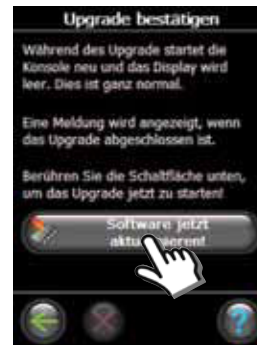 Upgrade bestätigen
Während des Upgrade startet die
Konsole neu und das Display wird
leer. Dies ist ganz normal.
Eine Meldung wird angezeigt, wenn
das Upgrade abgeschlossen ist.
Berühren Sie die Schaltfläche unten,
um das Upgrade jetzt zu starten!
Software jetzt
aktualisieren!
?